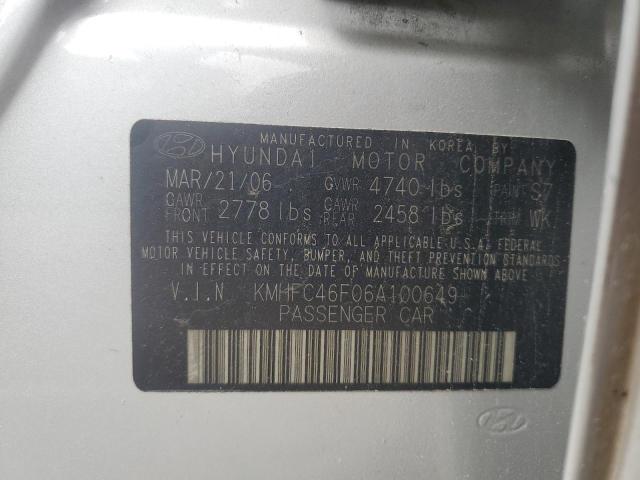 MANUFACTURED IN KOREA BY
HYUNDAI MOTOR COMPANY
MAR/21/06 GVWR 4740 lbs PAINT S7
GAWR FRONT 2778 lbs GAWR REAR 2458 lbs TRIM WK
THIS VEHICLE CONFORMS TO ALL APPLICABLE U.S.A. FEDERAL
MOTOR VEHICLE SAFETY, BUMPER, AND THEFT PREVENTION
STANDARDS IN EFFECT ON THE DATE OF MANUFACTURE SHOWN
ABOVE.
V.I.N KMHFC46F06A100649
PASSENGER CAR